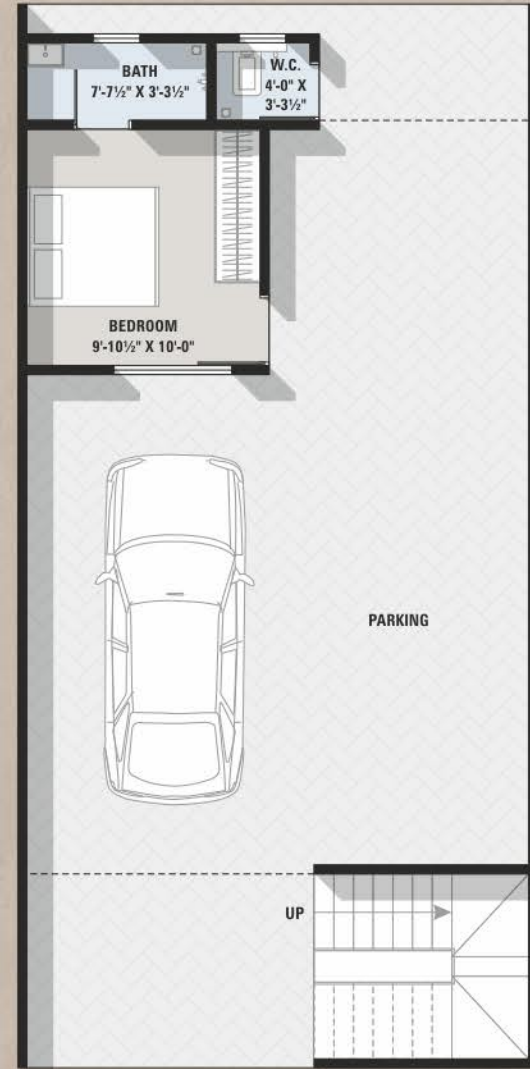 BATH
7'-7½" X 3'-3½"
W.C.
4'-0" X
3'-3½"
BEDROOM
9'-10½" X 10'-0"
PARKING
UP